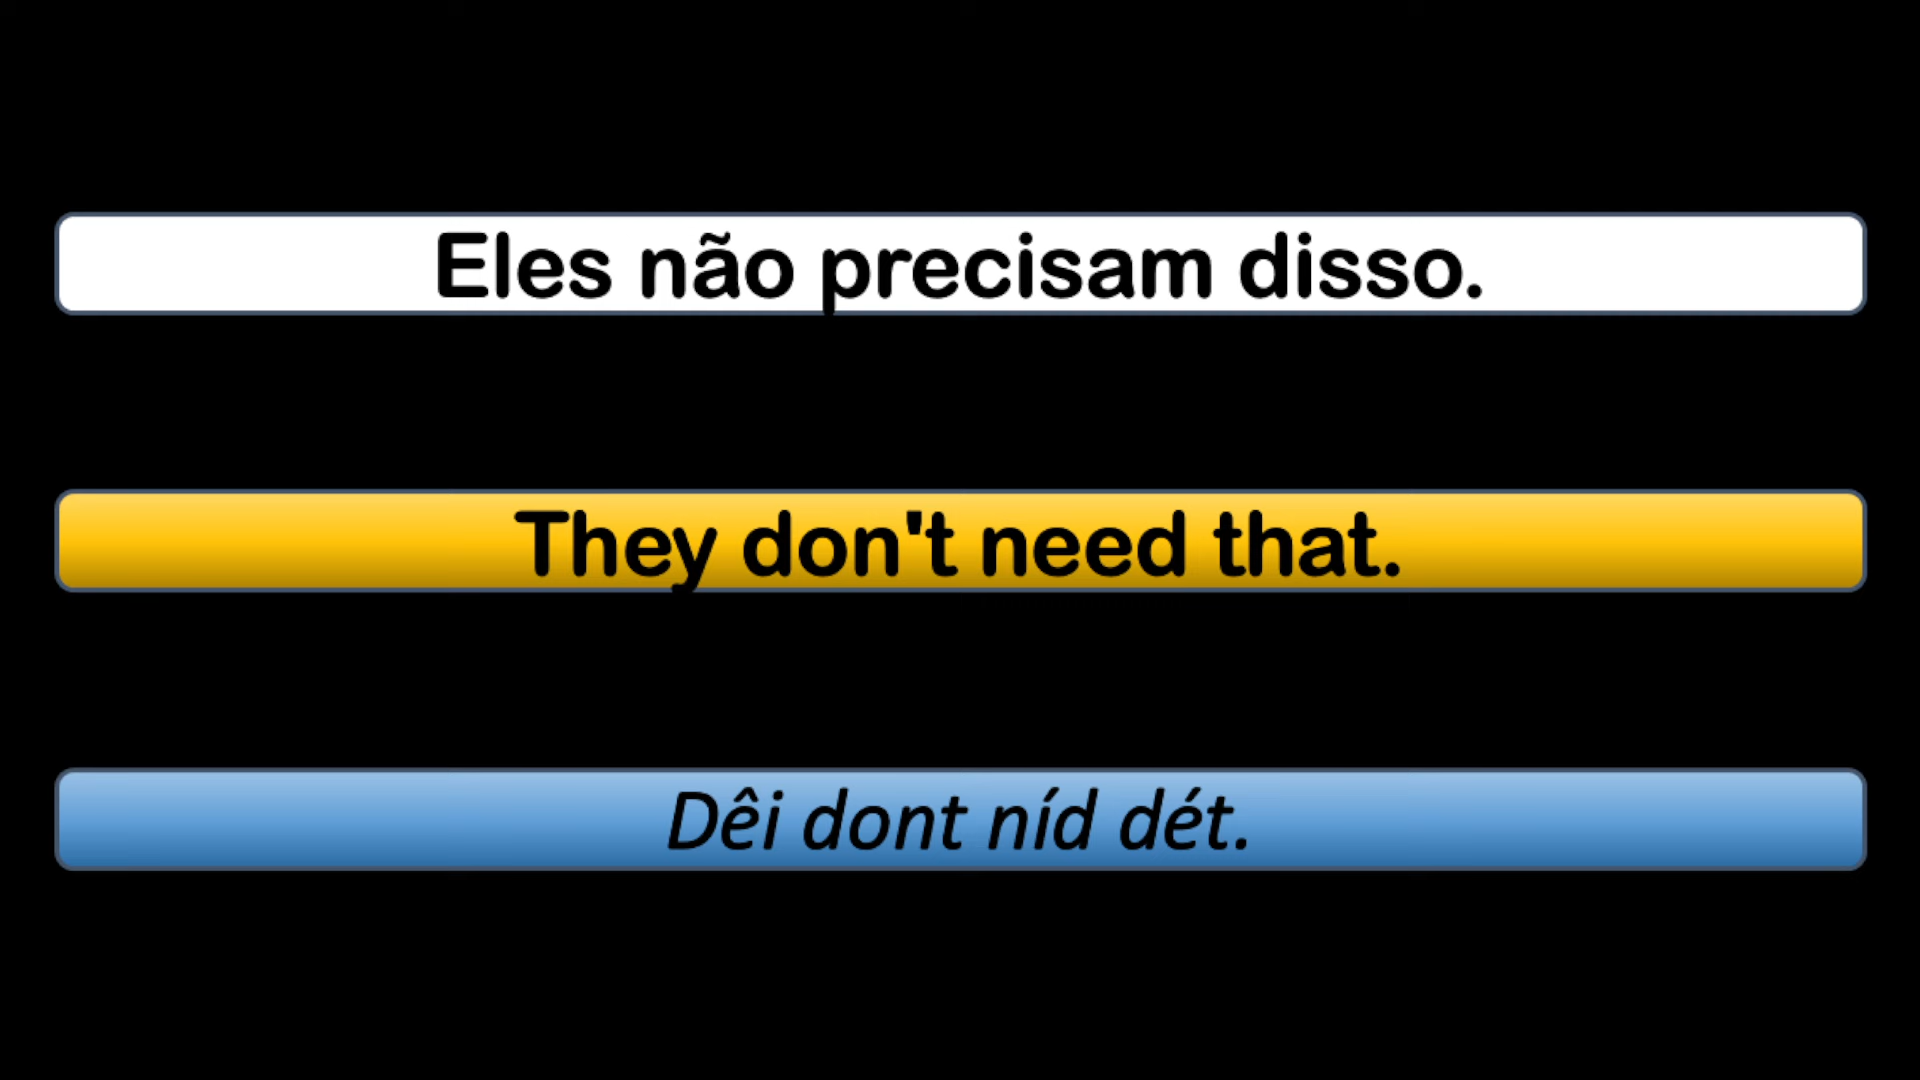 Eles não precisam disso.
They don't need that.
Dêi dont níd dét.